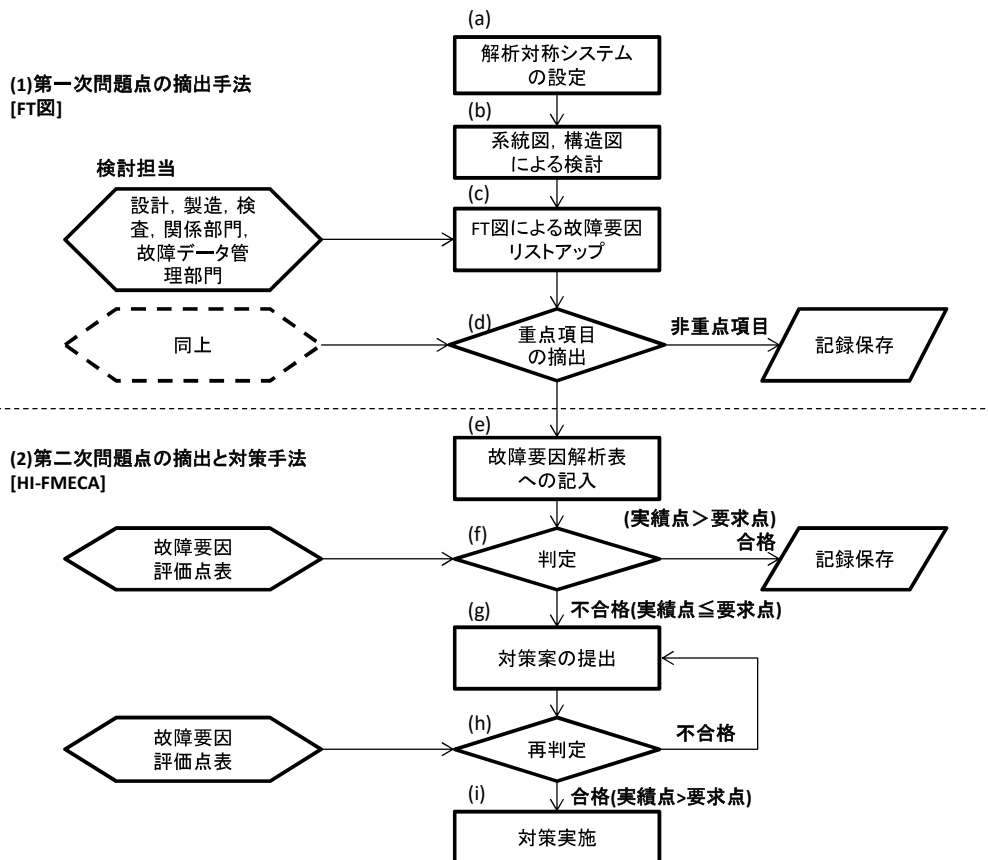 (a)
解析対称システム
の設定
(1)第一次問題点の摘出手法
[FT図]
(b)
系統図, 構造図
による検討
検討担当
設計, 製造, 検
査, 関係部門,
故障データ管
理部門
(c)
FT図による故障要因
リストアップ
同上
(d)
重点項目
の摘出
非重点項目
記録保存
(2)第二次問題点の摘出と対策手法
[HI-FMECA]
(e)
故障要因解析表
への記入
故障要因
評価点表
(f)
判定
(実績点＞要求点)
合格
記録保存
不合格(実績点≦要求点)
(g)
対策案の提出
故障要因
評価点表
(h)
再判定
不合格
合格(実績点>要求点)
(i)
対策実施